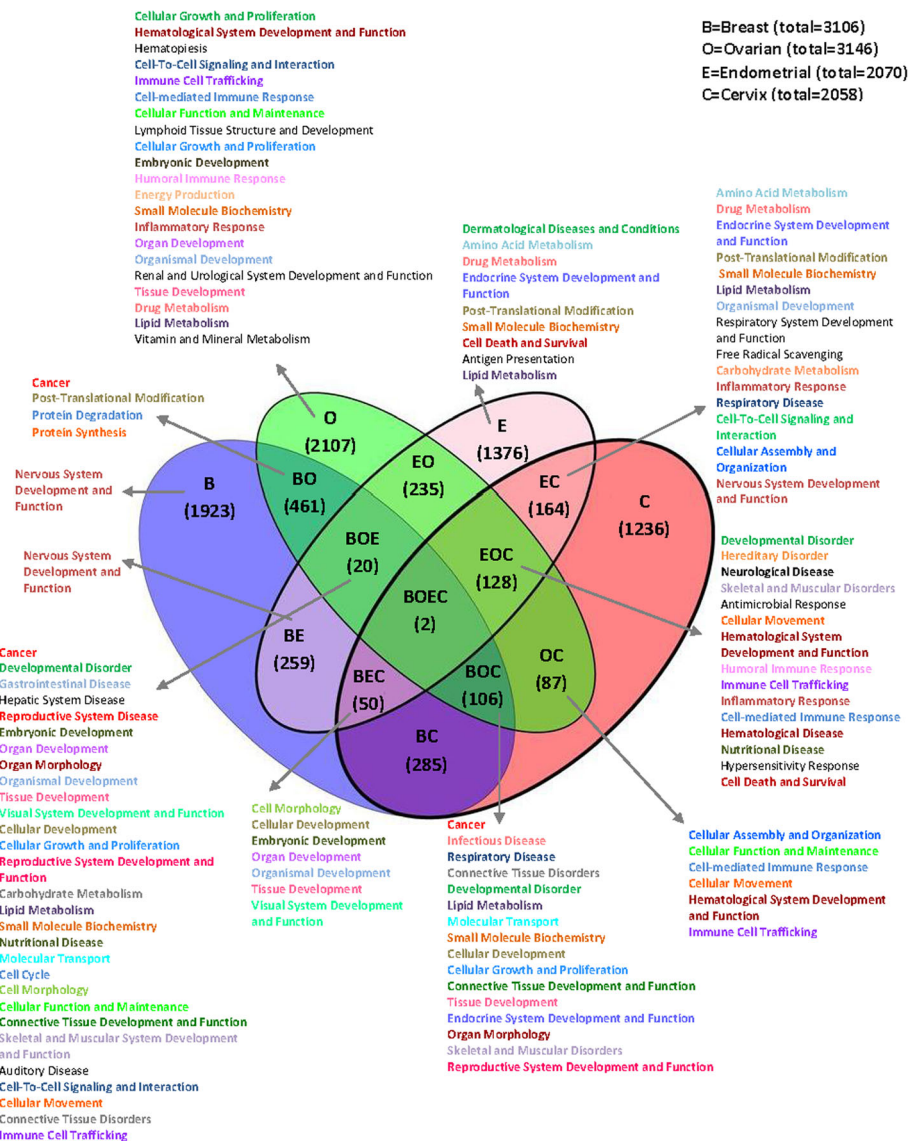 Cellular Growth and Proliferation
Hematological System Development and Function
Hematopiesis
Cell-To-Cell Signaling and Interaction
Immune Cell Trafficking
Cell-mediated Immune Response
Cellular Function and Maintenance
Lymphoid Tissue Structure and Development
Cellular Growth and Proliferation
Embryonic Development
Humoral Immune Response
Energy Production
Small Molecule Biochemistry
Inflammatory Response
Organ Development
Organismal Development
Renal and Urological System Development and Function
Tissue Development
Drug Metabolism
Lipid Metabolism
Vitamin and Mineral Metabolism
B=Breast (total=3106)
O=Ovarian (total=3146)
E=Endometrial (total=2070)
C=Cervix (total=2058)
Dermatological Diseases and Conditions
Amino Acid Metabolism
Drug Metabolism
Endocrine System Development and
Function
Post-Translational Modification
Small Molecule Biochemistry
Cell Death and Survival
Antigen Presentation
Lipid Metabolism
Amino Acid Metabolism
Drug Metabolism
Endocrine System Development
and Function
Post-Translational Modification
Small Molecule Biochemistry
Lipid Metabolism
Organismal Development
Respiratory System Development
and Function
Free Radical Scavenging
Carbohydrate Metabolism
Inflammatory Response
Respiratory Disease
Cell-To-Cell Signaling and
Interaction
Cellular Assembly and
Organization
Nervous System Development
and Function
Cancer
Post-Translational Modification
Protein Degradation
Protein Synthesis
Nervous System
Development and
Function
Nervous System
Development and
Function
O
(2107)
E
(1376)
B
(1923)
BO
(461)
EO
(235)
EC
(164)
C
(1236)
BOE
(20)
EOC
(128)
BOEC
(2)
BE
(259)
BEC
(50)
BOC
(106)
OC
(87)
BC
(285)
Developmental Disorder
Hereditary Disorder
Neurological Disease
Skeletal and Muscular Disorders
Antimicrobial Response
Cellular Movement
Hematological System
Development and Function
Humoral Immune Response
Immune Cell Trafficking
Inflammatory Response
Cell-mediated Immune Response
Hematological Disease
Nutritional Disease
Hypersensitivity Response
Cell Death and Survival
Cancer
Developmental Disorder
Gastrointestinal Disease
Hepatic System Disease
Reproductive System Disease
Embryonic Development
Organ Development
Organ Morphology
Organismal Development
Tissue Development
Visual System Development and Function
Cellular Development
Cellular Growth and Proliferation
Reproductive System Development and
Function
Carbohydrate Metabolism
Lipid Metabolism
Small Molecule Biochemistry
Nutritional Disease
Molecular Transport
Cell Cycle
Cell Morphology
Cellular Function and Maintenance
Connective Tissue Development and Function
Skeletal and Muscular System Development
and Function
Auditory Disease
Cell-To-Cell Signaling and Interaction
Cellular Movement
Connective Tissue Disorders
Immune Cell Trafficking
Cell Morphology
Cellular Development
Embryonic Development
Organ Development
Organismal Development
Tissue Development
Visual System Development
and Function
Cancer
Infectious Disease
Respiratory Disease
Connective Tissue Disorders
Developmental Disorder
Lipid Metabolism
Molecular Transport
Small Molecule Biochemistry
Cellular Development
Cellular Growth and Proliferation
Connective Tissue Development and Function
Tissue Development
Endocrine System Development and Function
Organ Morphology
Skeletal and Muscular Disorders
Reproductive System Development and Function
Cellular Assembly and Organization
Cellular Function and Maintenance
Cell-mediated Immune Response
Cellular Movement
Hematological System Development
and Function
Immune Cell Trafficking